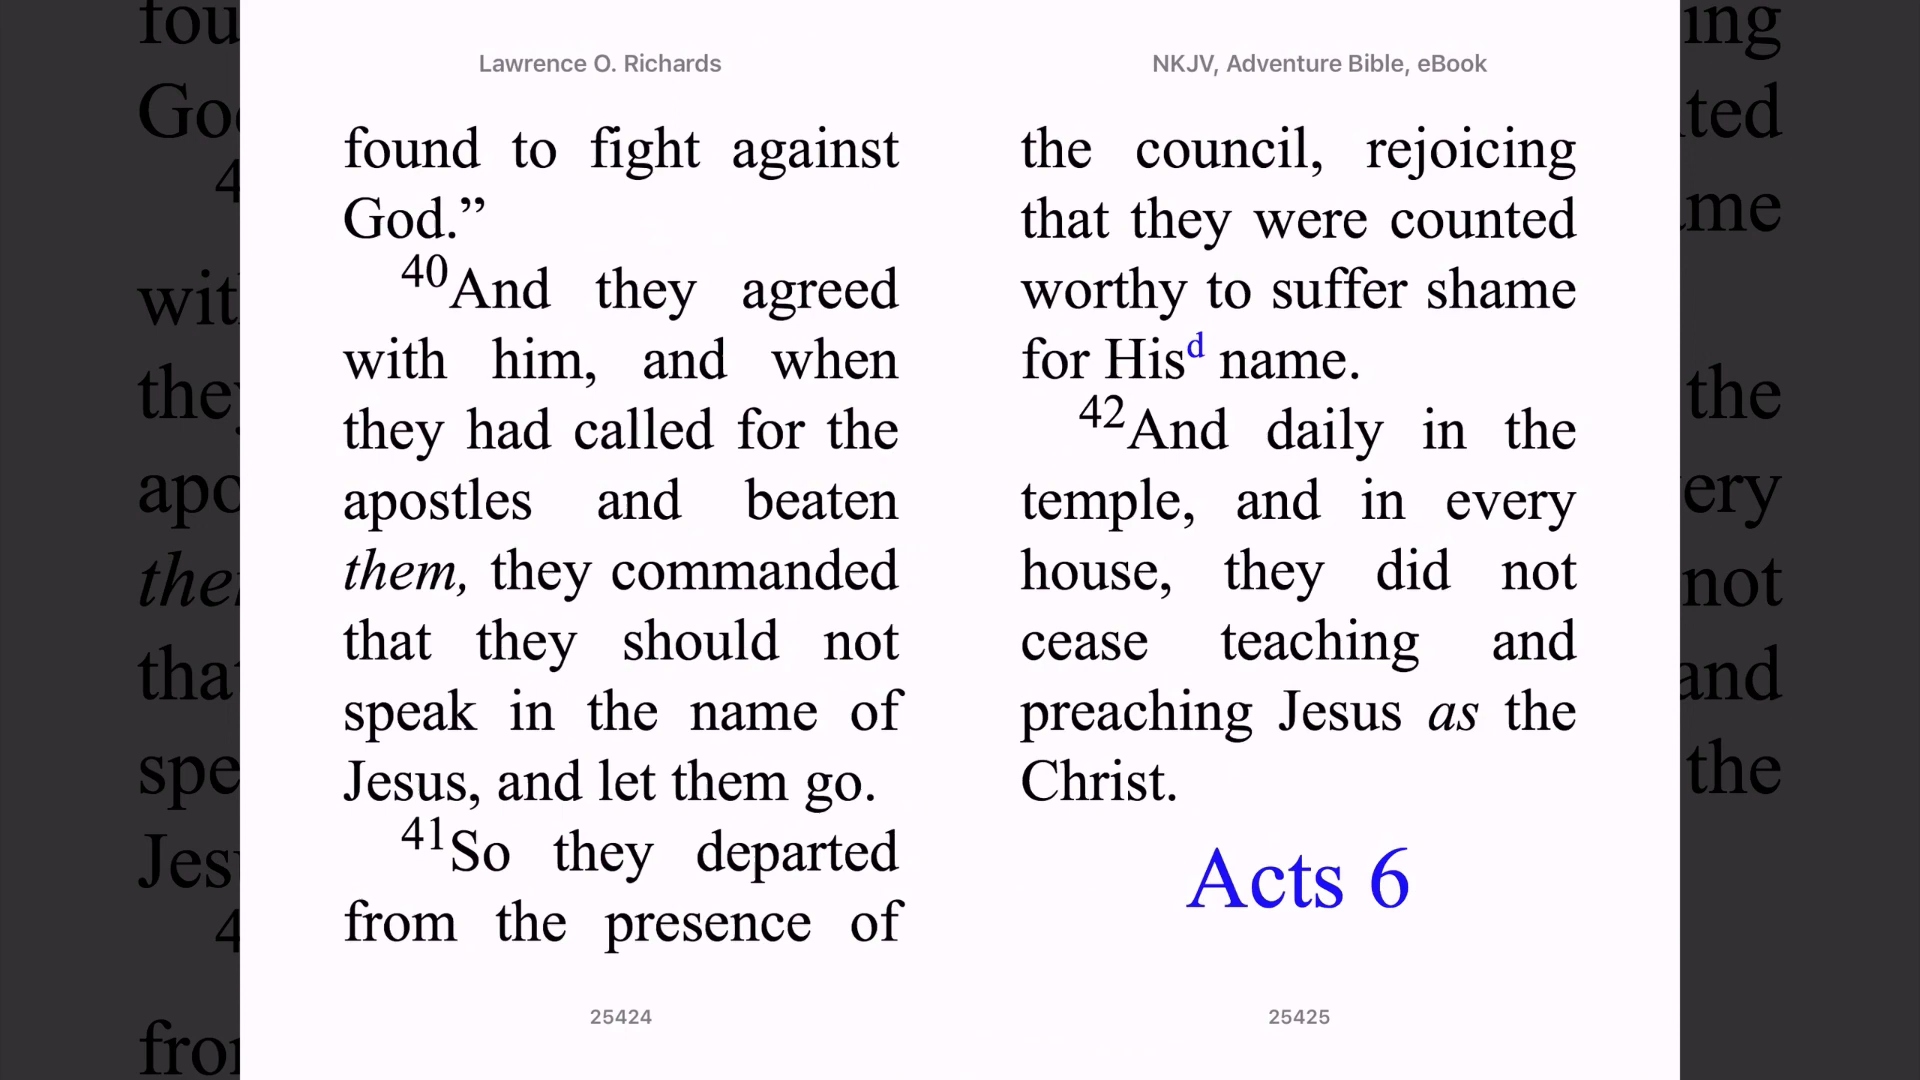 Lawrence O. Richards
found to fight against
God.”
40And they agreed
with him, and when
they had called for the
apostles and beaten
them, they commanded
that they should not
speak in the name of
Jesus, and let them go.
41So they departed
from the presence of
25424
NKJV, Adventure Bible, eBook
the council, rejoicing
that they were counted
worthy to suffer shame
for Hisd name.
42And daily in the
temple, and in every
house, they did not
cease teaching and
preaching Jesus as the
Christ.
Acts 6
25425